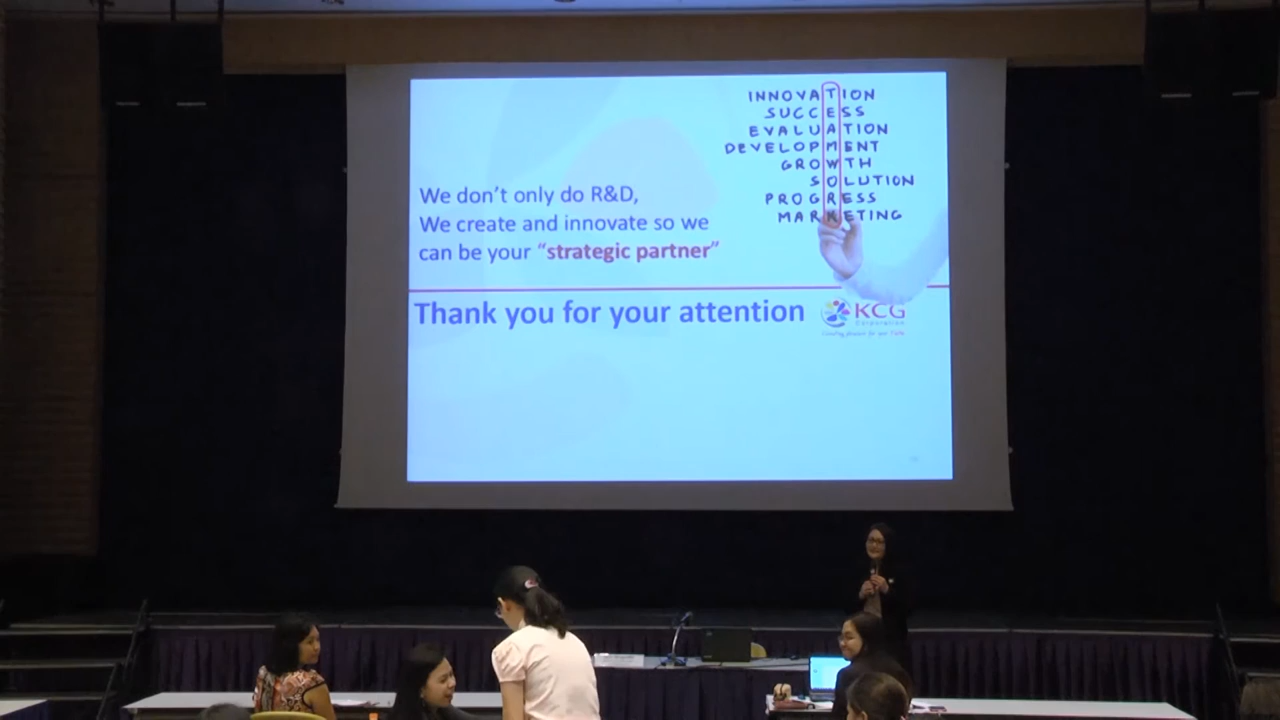 INNOVATION
SUCCESS
EVALUATION
DEVELOPMENT
GROWTH
SOLUTION
PROGRESS
MARKETING
We don't only do R&D,
We create and innovate so we
can be your “strategic partner”
Thank you for your attention
KCG
Corporation